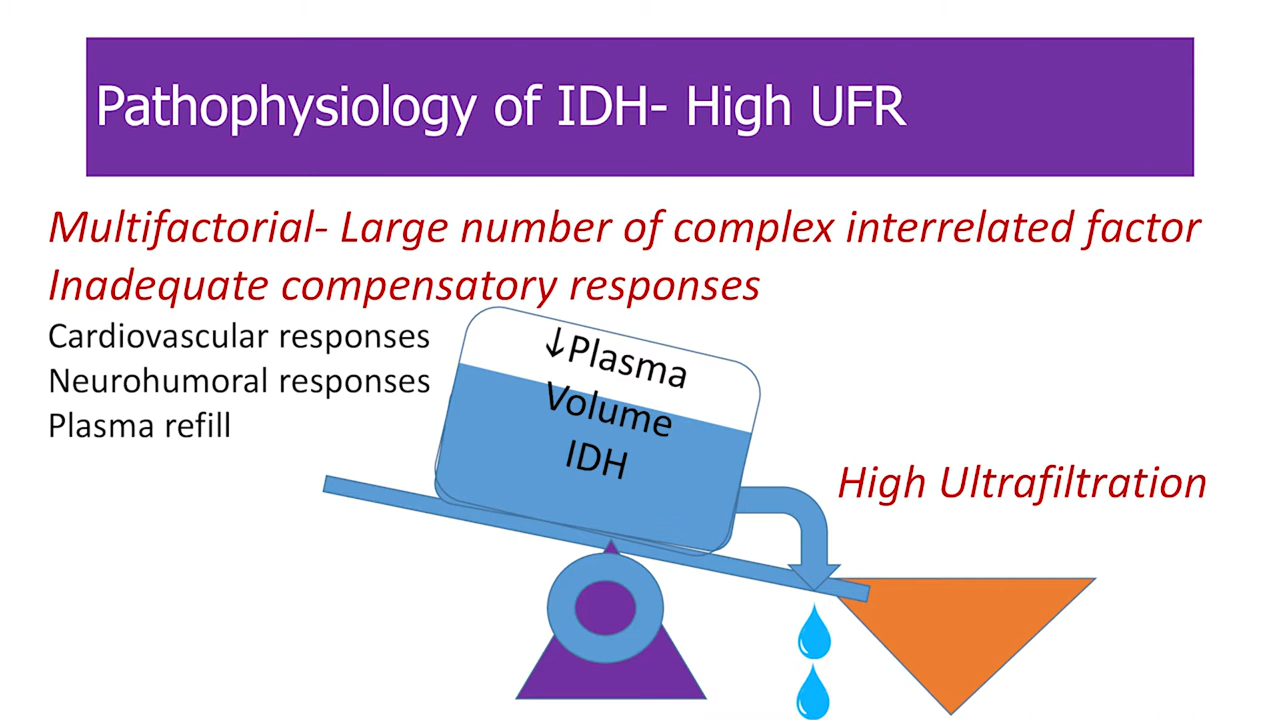 Pathophysiology of IDH- High UFR
Multifactorial- Large number of complex interrelated factor
Inadequate compensatory responses
Cardiovascular responses
Neurohumoral responses
Plasma refill
↓Plasma
Volume
IDH
High Ultrafiltration